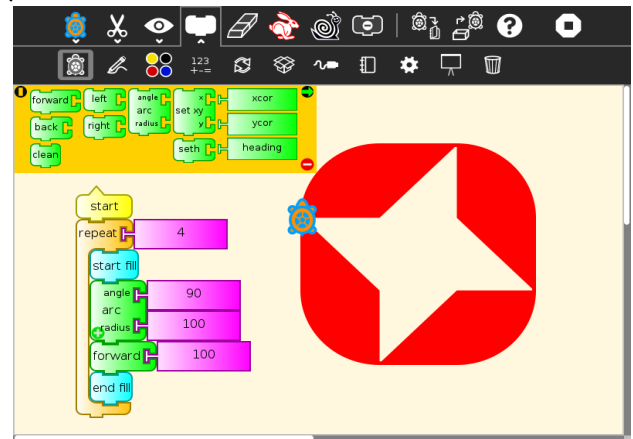 123
+-=
?
forward left angle arc radius x set xy y xcor
back right ycor
clean seth heading
start
repeat 4
start fill
angle 90
arc
radius 100
forward 100
end fill